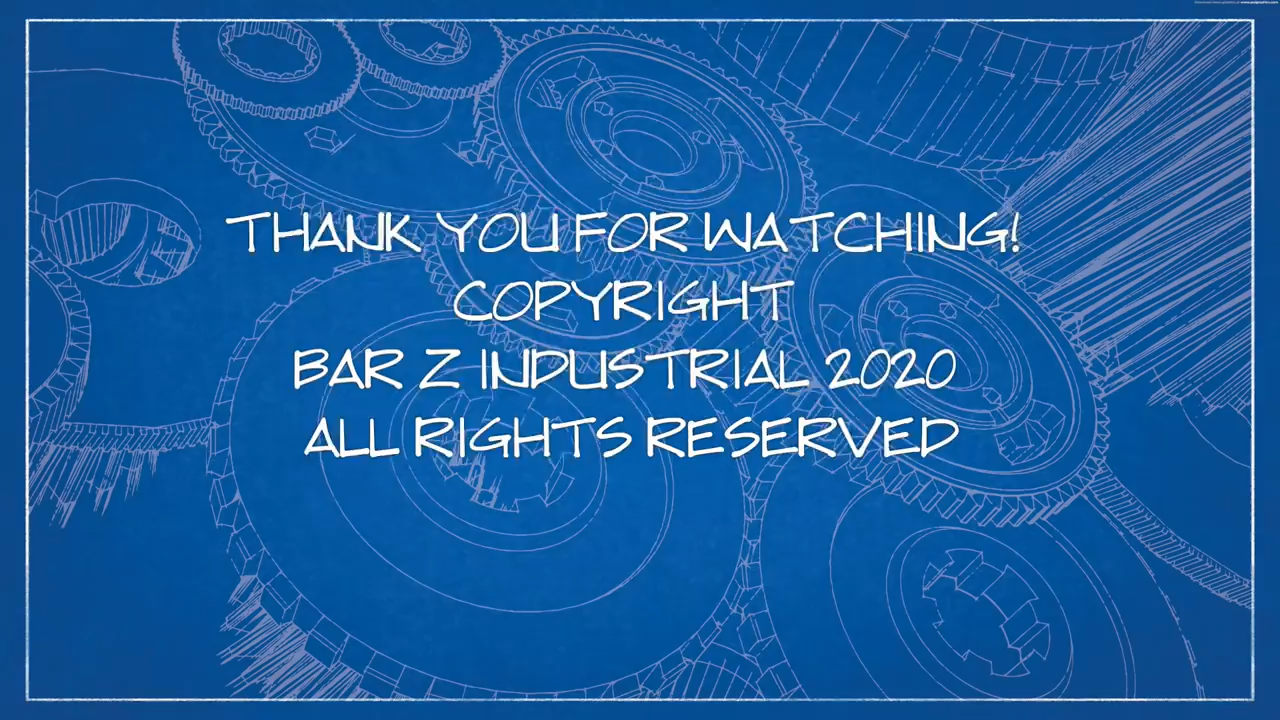 THANK YOU FOR WATCHING!
COPYRIGHT
BAR Z INDUSTRIAL 2020
ALL RIGHTS RESERVED